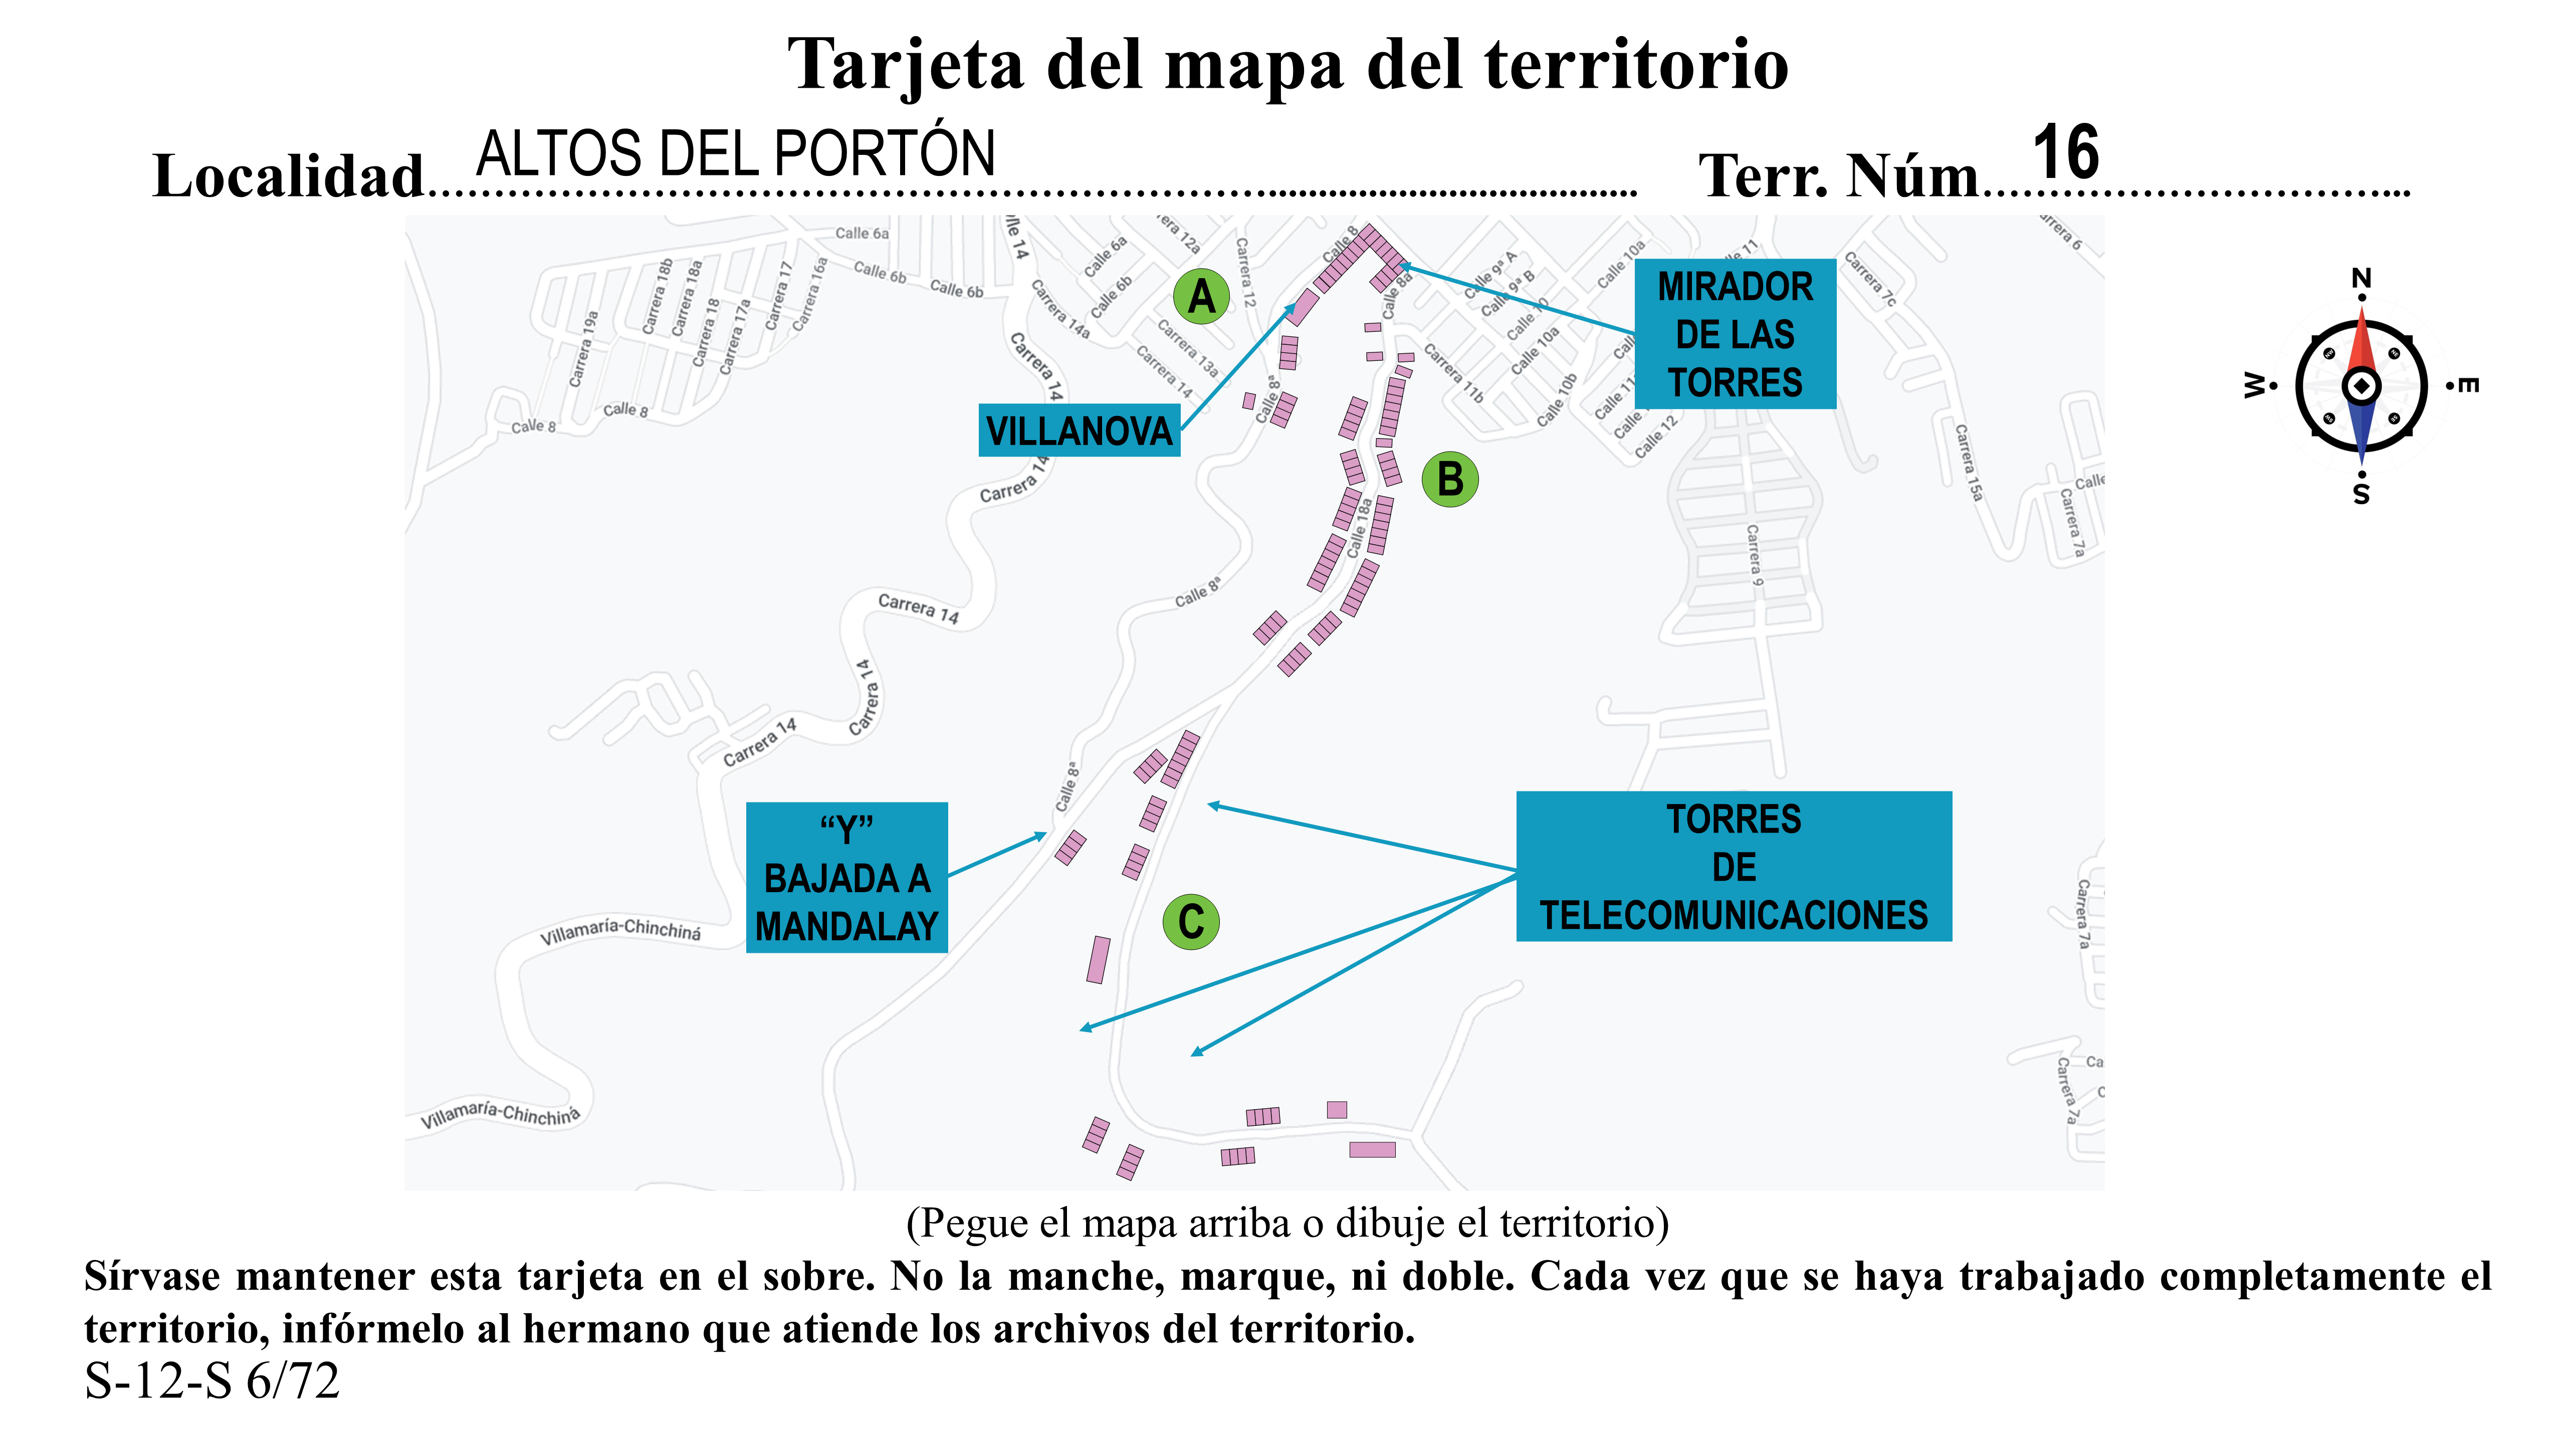 Tarjeta del mapa del territorio
Localidad
ALTOS DEL PORTÓN
Terr. Núm
16
Calle 6a
Calle 6b
Calle 6b
Calle 14
Calle 6a
Calle 6b
Carrera 12
Calle 8
Calle 8a
Calle 9ª A
Calle 9ª B
Calle 10
Calle 10a
Calle 10a
Calle 10b
Carrera 11b
Calle 12
Carrera 7c
Carrera 15a
Carrera 7a
Carrera 9
Carrera 18b
Carrera 18a
Carrera 18
Carrera 17a
Carrera 17
Carrera 16a
Carrera 19a
Calle 8
Calle 8
Carrera 14a
Carrera 13a
Carrera 14
Carrera 14
Carrera 14
Carrera 14
Carrera 14
Carrera 14
Calle 8ª
Calle 8ª
Calle 8ª
Calle 18a
Villamaría-Chinchiná
Villamaría-Chinchiná
Carrera 7a
Carrera 7a
A
B
C
VILLANOVA
MIRADOR
DE LAS
TORRES
“Y”
BAJADA A
MANDALAY
TORRES
DE
TELECOMUNICACIONES
N
W
E
S
(Pegue el mapa arriba o dibuje el territorio)
Sírvase mantener esta tarjeta en el sobre. No la manche, marque, ni doble. Cada vez que se haya trabajado completamente el
territorio, infórmelo al hermano que atiende los archivos del territorio.
S-12-S 6/72